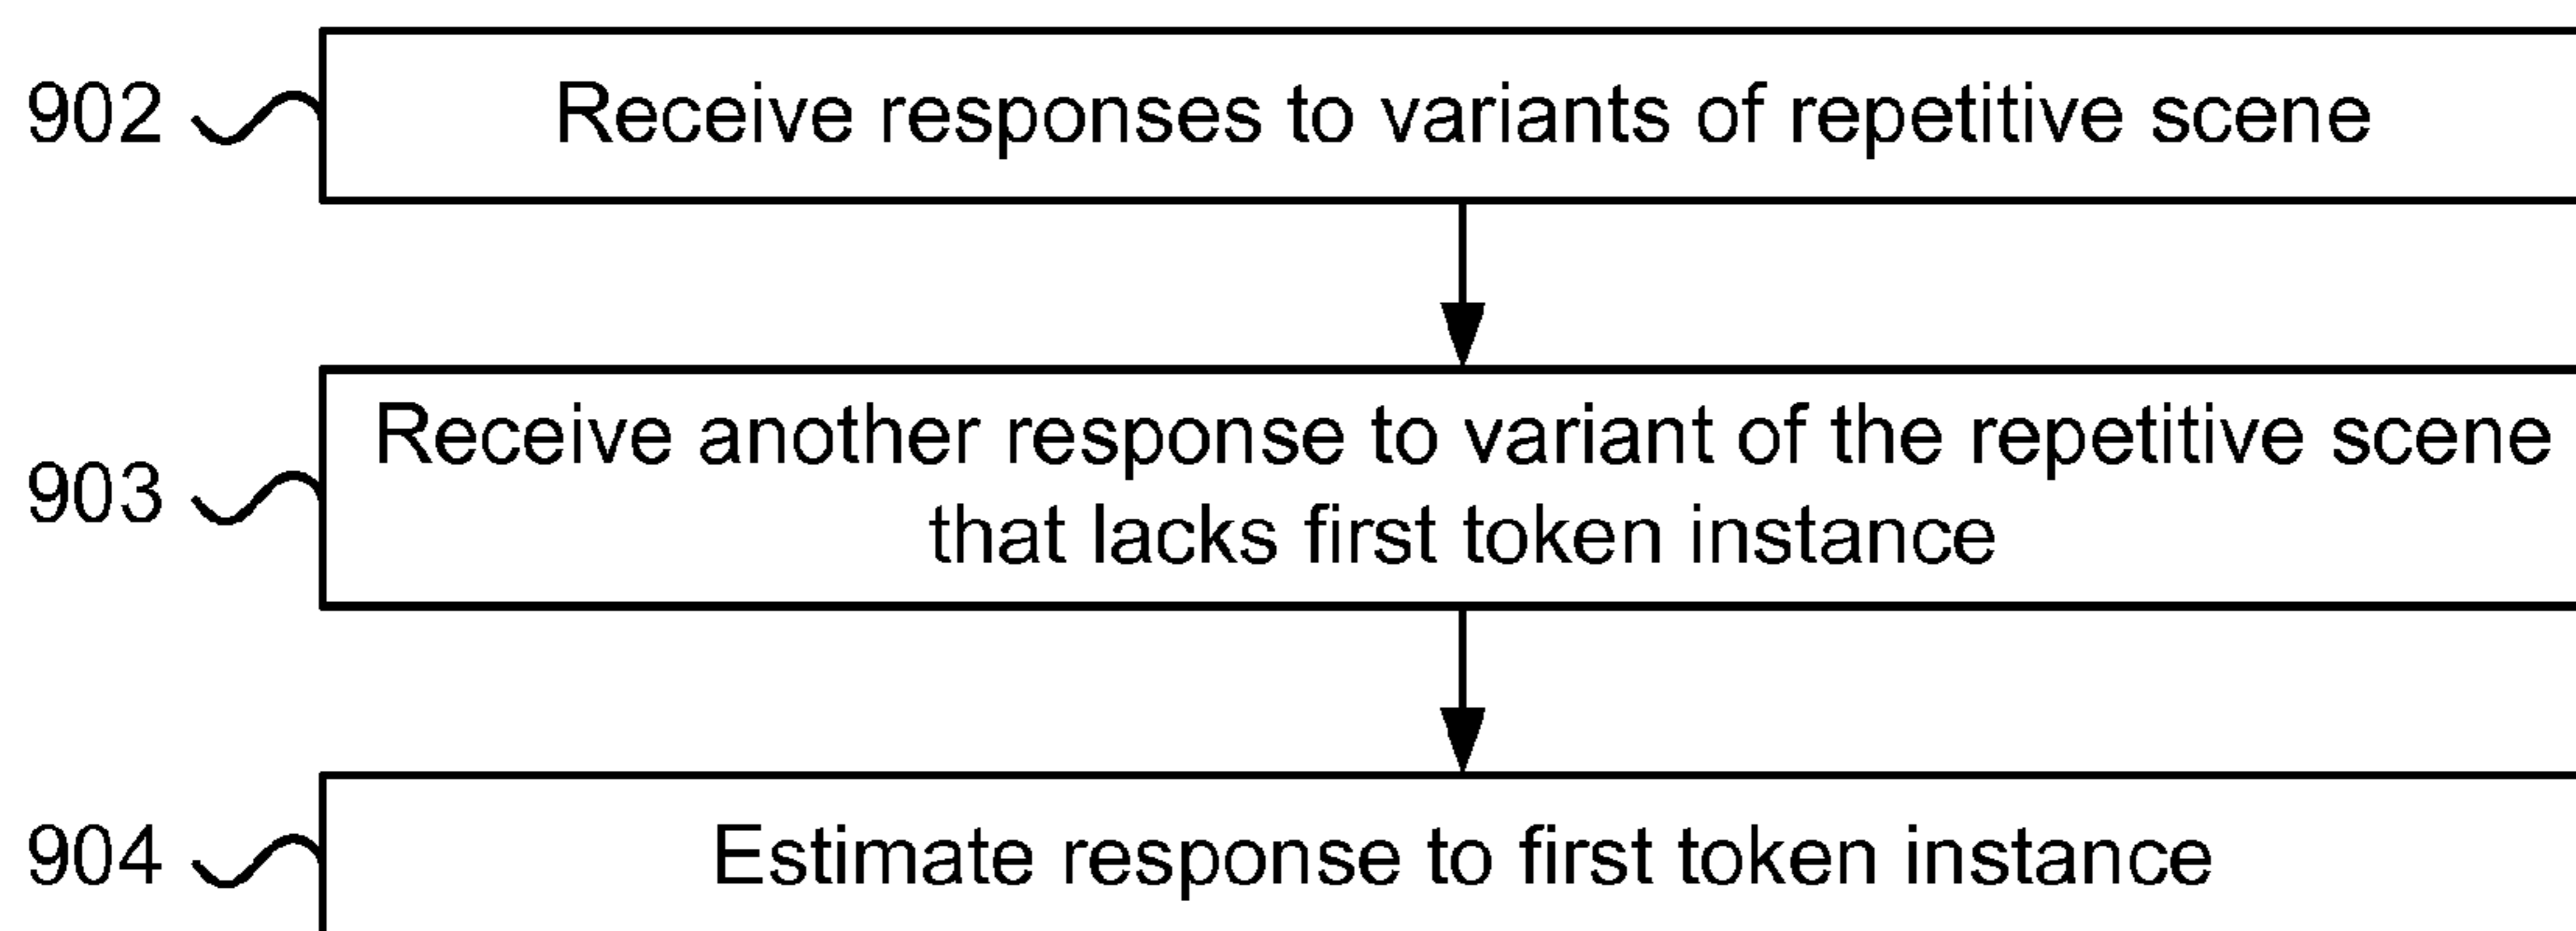 902 Receive responses to variants of repetitive scene
903 Receive another response to variant of the repetitive scene
that lacks first token instance
904 Estimate response to first token instance